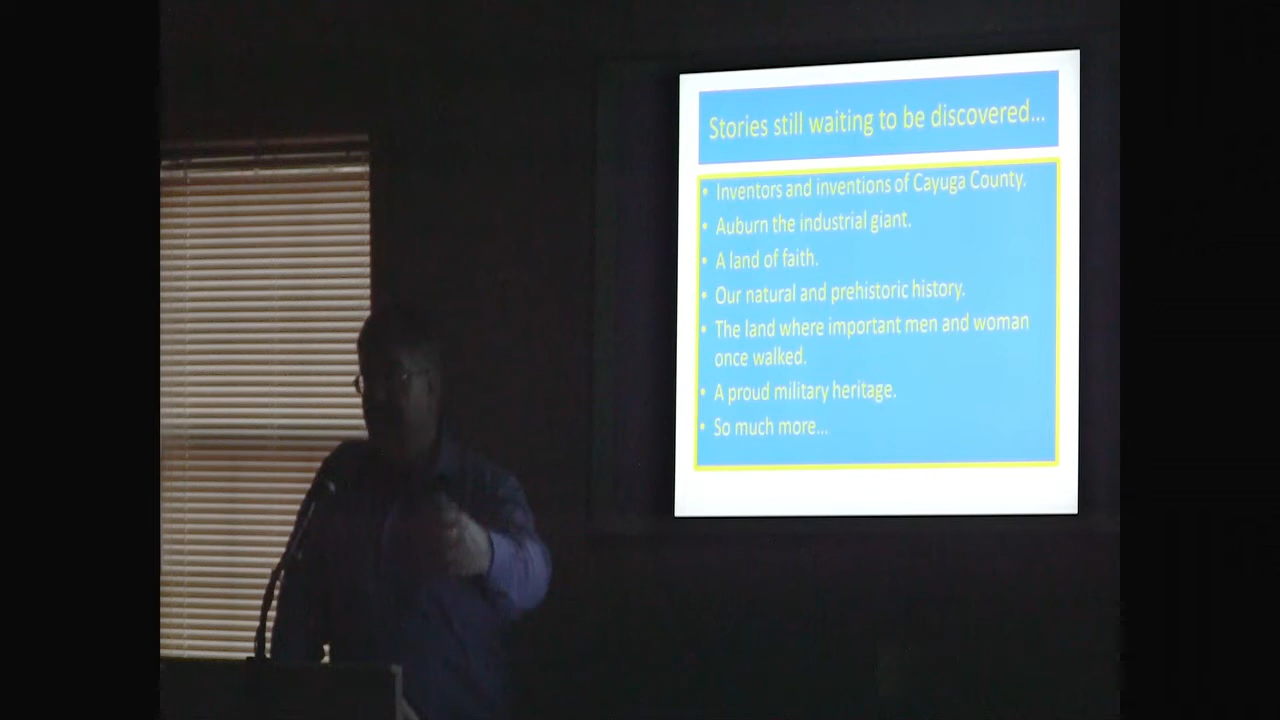 Stories still waiting to be discovered...
• Inventors and inventions of Cayuga County.
• Auburn the industrial giant.
• A land of faith.
• Our natural and prehistoric history.
• The land where important men and woman
once walked.
• A proud military heritage.
• So much more...